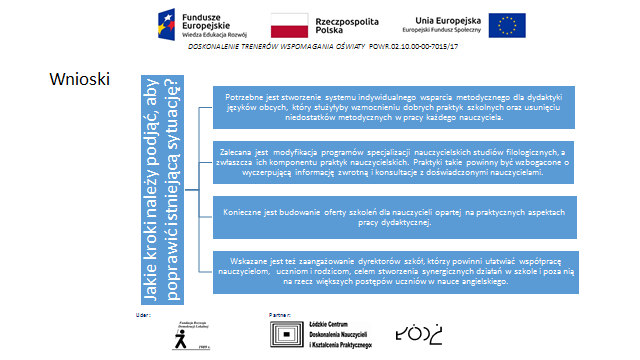 Fundusze
Europejskie
Wiedza Edukacja Rozwój
Rzeczpospolita
Polska
Unia Europejska
Europejski Fundusz Społeczny
DOSKONALENIE TRENERÓW WSPOMAGANIA OŚWIATY POWR.02.10.00-00-7015/17
Wnioski
Jakie kroki należy podjąć, aby
poprawić istniejącą sytuację?
Potrzebne jest stworzenie systemu indywidualnego wsparcia metodycznego dla dydaktyki
języków obcych, który służyłyby wzmocnieniu dobrych praktyk szkolnych oraz usunięciu
niedostatków metodycznych w pracy każdego nauczyciela.
Zalecana jest modyfikacja programów specjalizacji nauczycielskich studiów filologicznych, a
zwłaszcza ich komponentu praktyk nauczycielskich. Praktyki takie powinny być wzbogacone o
wyczerpującą informację zwrotną i konsultacje z doświadczonymi nauczycielami.
Konieczne jest budowanie oferty szkoleń dla nauczycieli opartej na praktycznych aspektach
pracy dydaktycznej.
Wskazane jest też zaangażowanie dyrektorów szkół, którzy powinni ułatwiać współpracę
nauczycielom, uczniom i rodzicom, celem stworzenia synergicznych działań w szkole i poza nią
na rzecz większych postępów uczniów w nauce angielskiego.
Lider:
Partner:
Fundacja Rozwoju
Demokracji Lokalnej
1989 r.
Łódzkie Centrum
Doskonalenia Nauczycieli
i Kształcenia Praktycznego
ŁÓDŹ